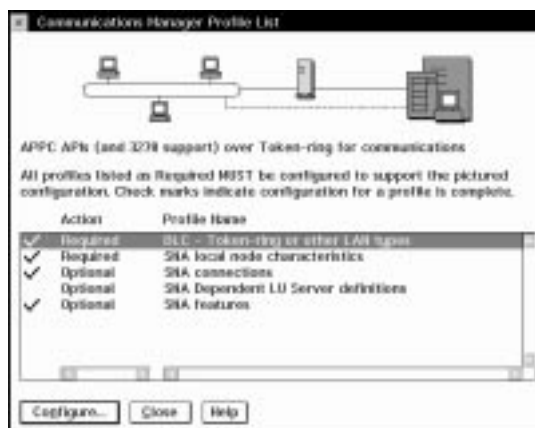 Communications Manager Profile List
APPC APIs (and 3270 support) over Token-ring for communications
All profiles listed as Required MUST be configured to support the pictured
configuration. Check marks indicate configuration for a profile is complete.
Action Profile Name
Required DLC - Token-ring or other LAN types
Required SNA local node characteristics
Optional SNA connections
Optional SNA Dependent LU Server definitions
Optional SNA features
Configure... Close Help